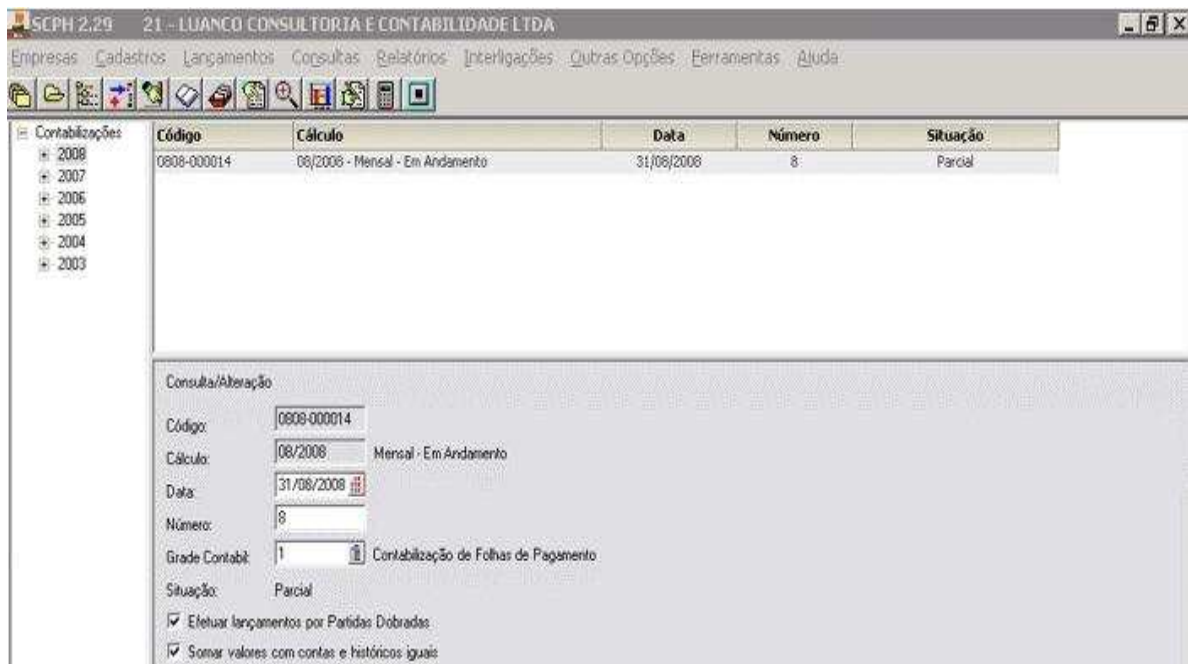 SCPH 2.29 21 - LUANCO CONSULTORIA E CONTABILIDADE LTDA
Empresas Cadastros Lançamentos Consultas Relatórios Interligações Outras Opções Ferramentas Ajuda
Contabilizações
2008
2007
2006
2005
2004
2003
Código Cálculo Data Número Situação
0808-000014 08/2008 - Mensal - Em Andamento 31/08/2008 8 Parcial
Consulta/Alteração
Código: 0808-000014
Cálculo: 08/2008 Mensal - Em Andamento
Data: 31/08/2008
Número: 8
Grade Contabil: 1 Contabilização de Folhas de Pagamento
Situação: Parcial
Efetuar lançamentos por Partidas Dobradas
Somar valores com contas e históricos iguais